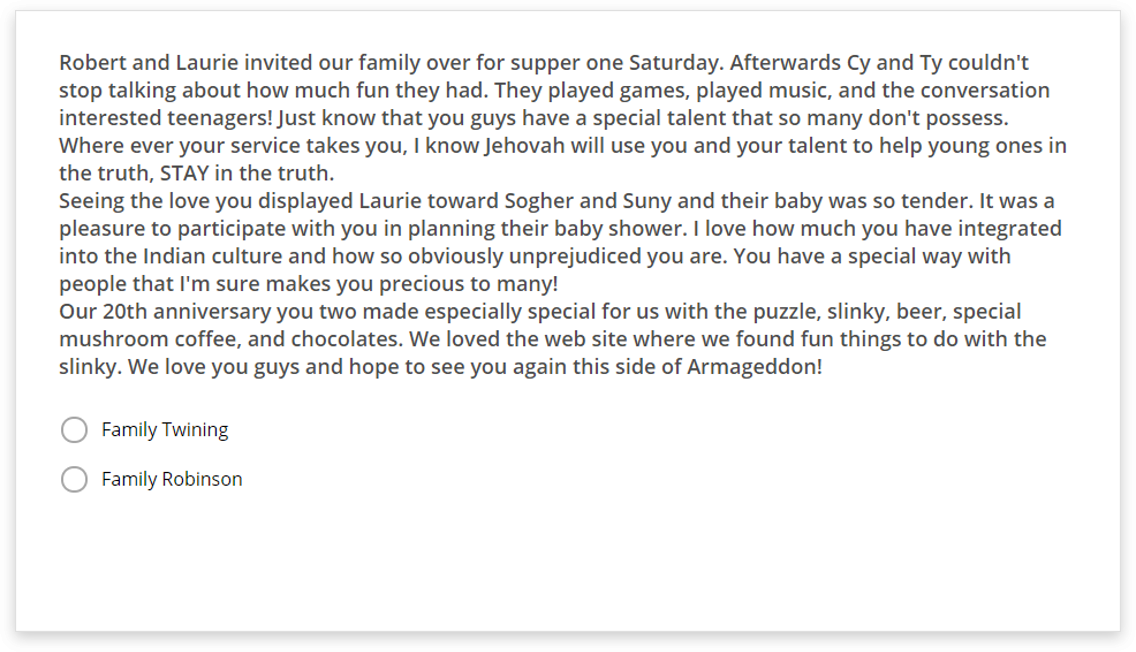 Robert and Laurie invited our family over for supper one Saturday. Afterwards Cy and Ty couldn't
stop talking about how much fun they had. They played games, played music, and the conversation
interested teenagers! Just know that you guys have a special talent that so many don't possess.
Where ever your service takes you, I know Jehovah will use you and your talent to help young ones in
the truth, STAY in the truth.
Seeing the love you displayed Laurie toward Sogher and Suny and their baby was so tender. It was a
pleasure to participate with you in planning their baby shower. I love how much you have integrated
into the Indian culture and how so obviously unprejudiced you are. You have a special way with
people that I'm sure makes you precious to many!
Our 20th anniversary you two made especially special for us with the puzzle, slinky, beer, special
mushroom coffee, and chocolates. We loved the web site where we found fun things to do with the
slinky. We love you guys and hope to see you again this side of Armageddon!
Family Twining
Family Robinson